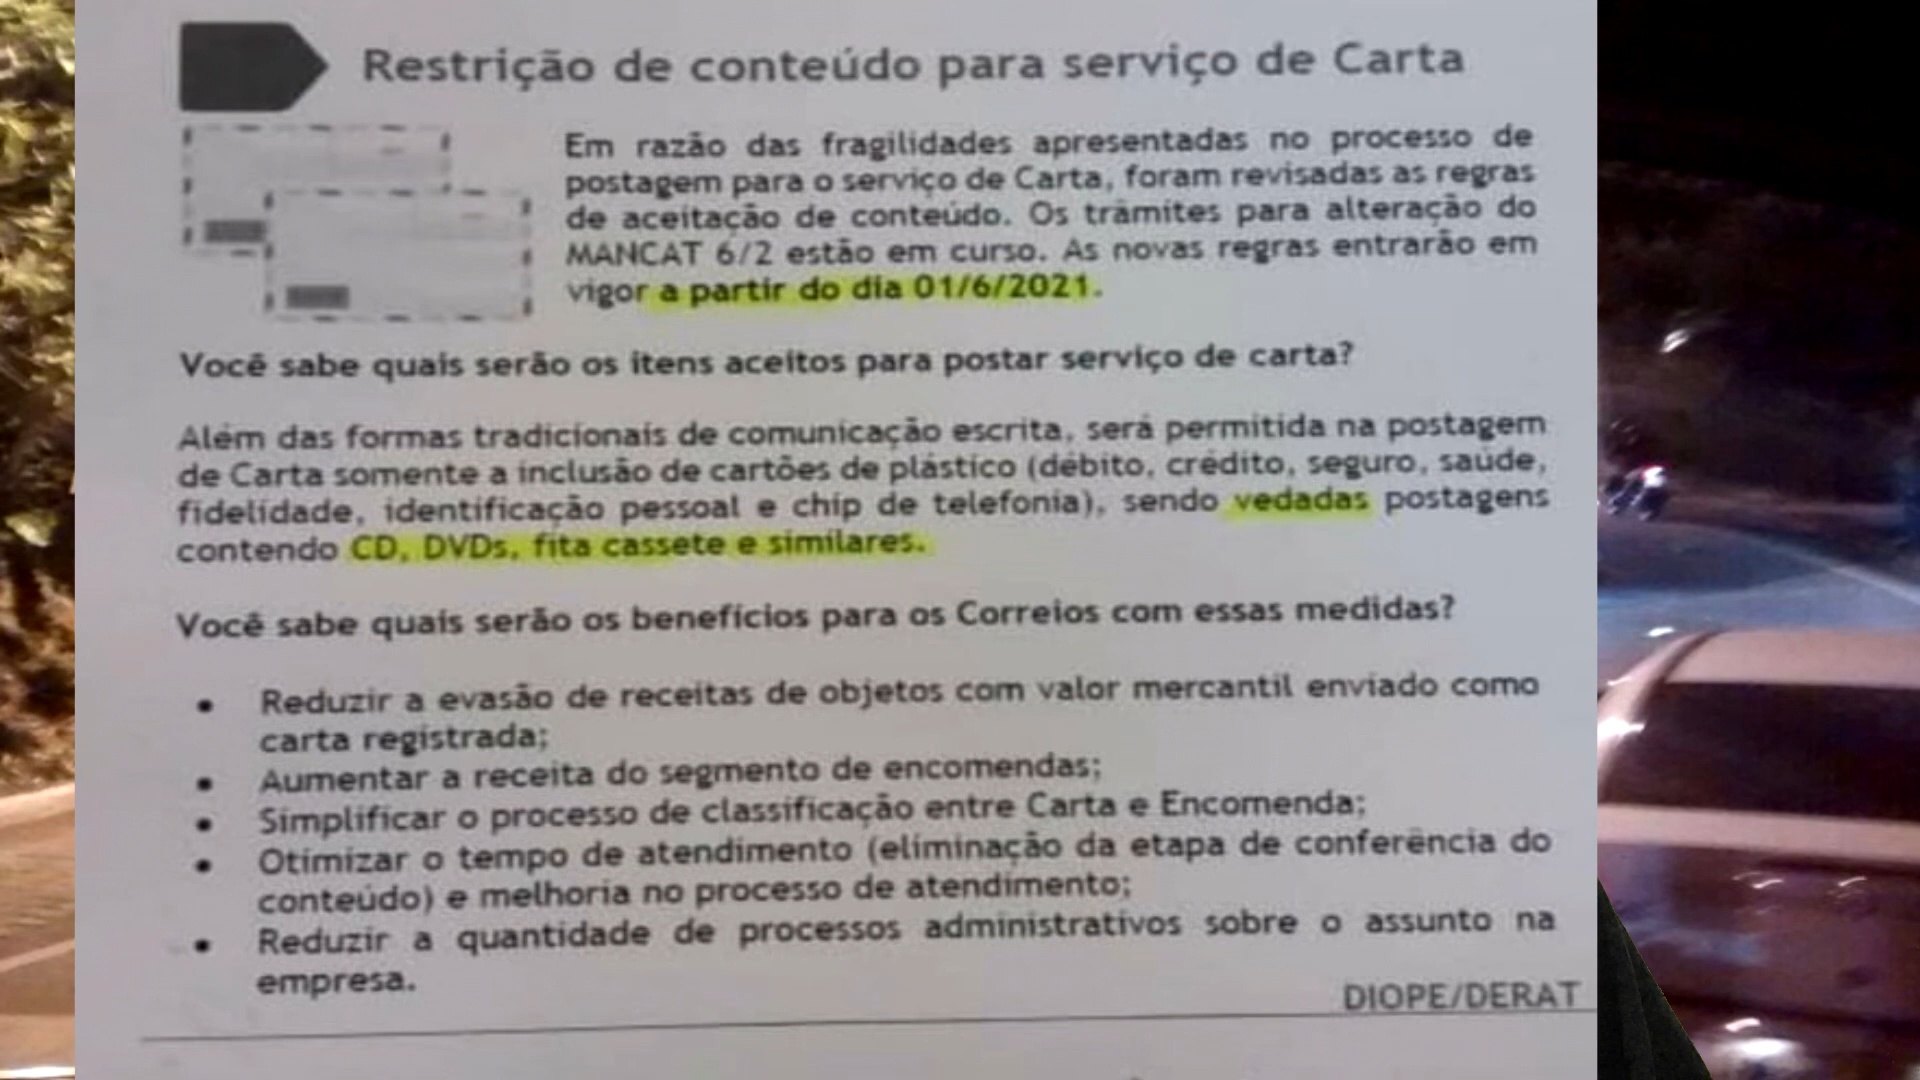 Restrição de conteúdo para serviço de Carta
Em razão das fragilidades apresentadas no processo de
postagem para o serviço de Carta, foram revisadas as regras
de aceitação de conteúdo. Os trâmites para alteração do
MANCAT 6/2 estão em curso. As novas regras entrarão em
vigor a partir do dia 01/6/2021.
Você sabe quais serão os itens aceitos para postar serviço de carta?
Além das formas tradicionais de comunicação escrita, será permitida na postagem
de Carta somente a inclusão de cartões de plástico (débito, crédito, seguro, saúde,
fidelidade, identificação pessoal e chip de telefonia), sendo vedadas postagens
contendo CD, DVDs, fita cassete e similares.
Você sabe quais serão os benefícios para os Correios com essas medidas?
• Reduzir a evasão de receitas de objetos com valor mercantil enviado como
carta registrada;
• Aumentar a receita do segmento de encomendas;
• Simplificar o processo de classificação entre Carta e Encomenda;
• Otimizar o tempo de atendimento (eliminação da etapa de conferência do
conteúdo) e melhoria no processo de atendimento;
• Reduzir a quantidade de processos administrativos sobre o assunto na
empresa.
DIOPE/DERAT